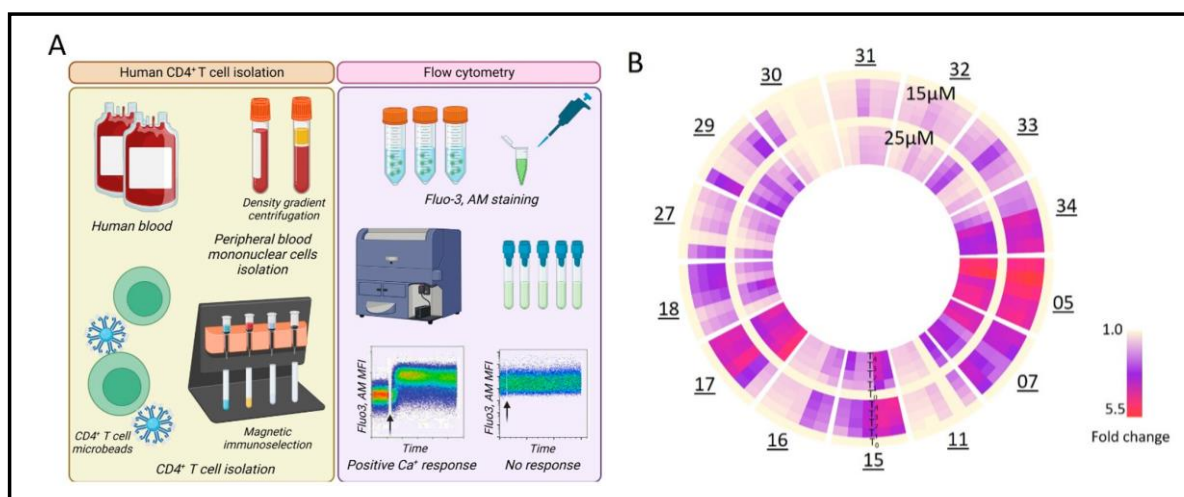 A
Human CD4⁺ T cell isolation
Flow cytometry
Human blood
Density gradient
centrifugation
Peripheral blood
mononuclear cells
isolation
CD4⁺ T cell
microbeads
Magnetic
immunoselection
CD4⁺ T cell isolation
Fluo-3, AM staining
Fluo3, AM MFI
Time
Positive Ca⁺ response
Fluo3, AM MFI
Time
No response
B
31
32
33
34
05
07
11
15
16
17
18
27
29
30
15µM
25µM
1.0
5.5
Fold change